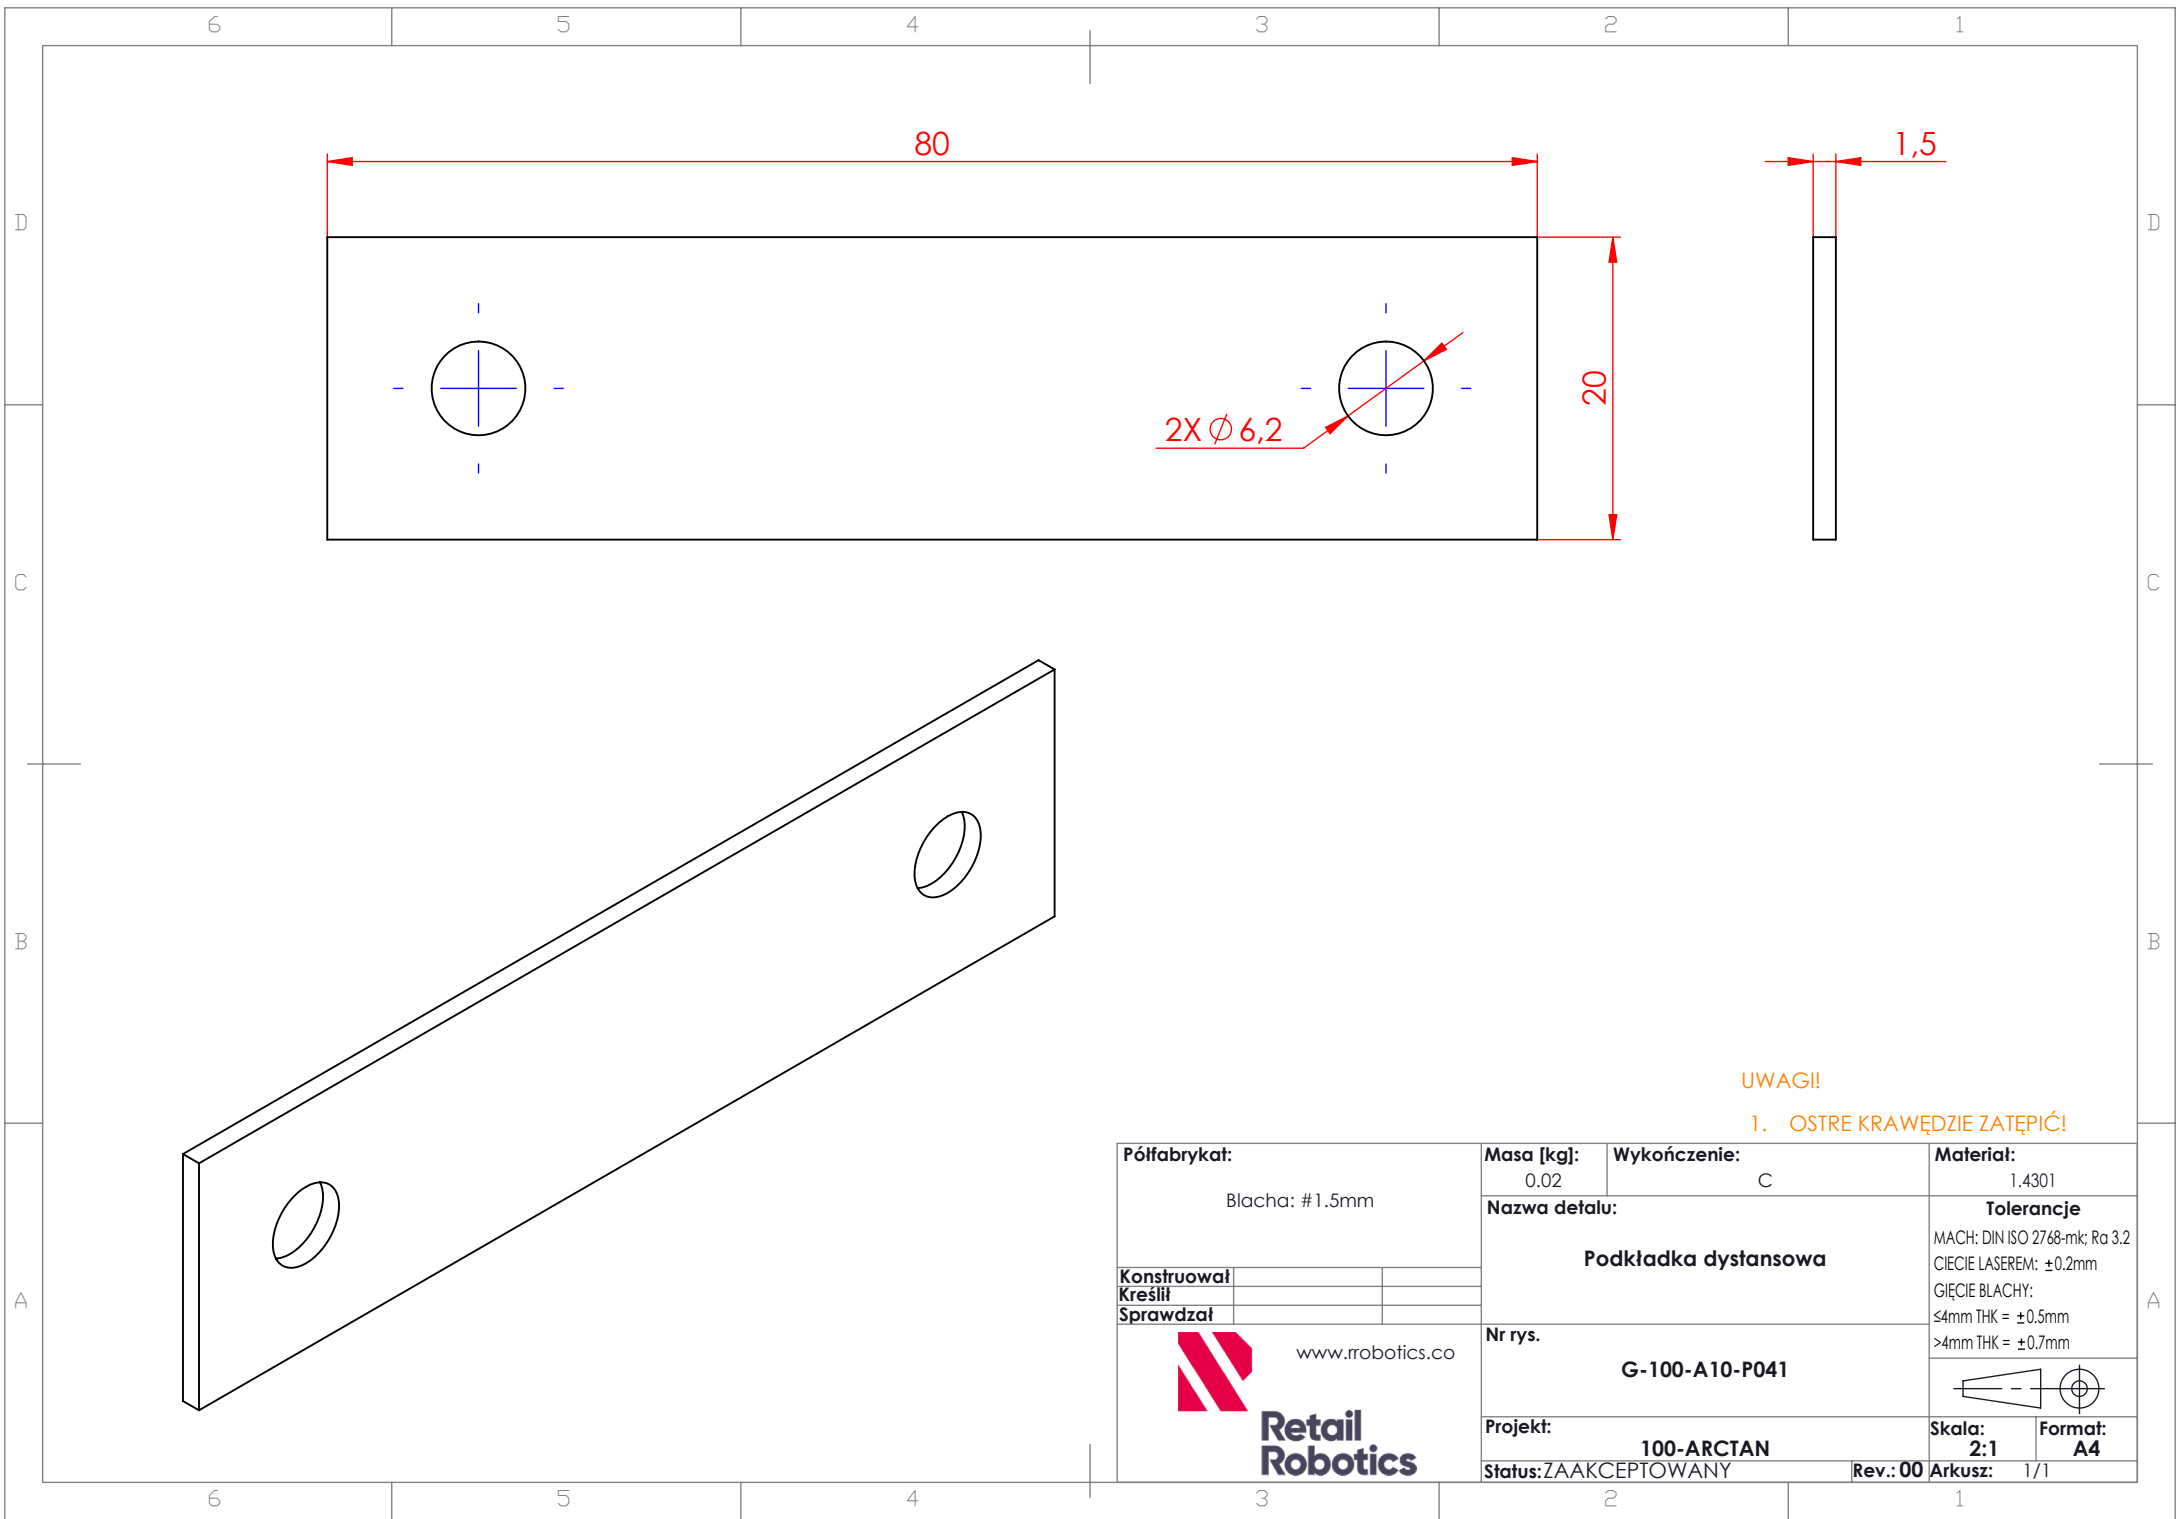 6 5 4 3 2 1
80
1,5
D D
20
2X Ø 6,2
C C
B B
UWAGI!
1. OSTRE KRAWĘDZIE ZATĘPIĆ!
Półfabrykat:
Blacha: #1.5mm
Masa [kg]:
0.02
Wykończenie:
C
Materiał:
1.4301
Nazwa detalu:
Podkładka dystansowa
Tolerancje
MACH: DIN ISO 2768-mk; Ra 3.2
CIECIE LASEREM: ±0.2mm
GIĘCIE BLACHY:
≤4mm THK = ±0.5mm
>4mm THK = ±0.7mm
Konstruował
Kreślił
Sprawdzał
A A
www.rrobotics.co
Retail
Robotics
Nr rys.
G-100-A10-P041
Projekt:
100-ARCTAN
Skala:
2:1
Format:
A4
Status: ZAAKCEPTOWANY
Rev.: 00
Arkusz: 1/1
6 5 4 3 2 1